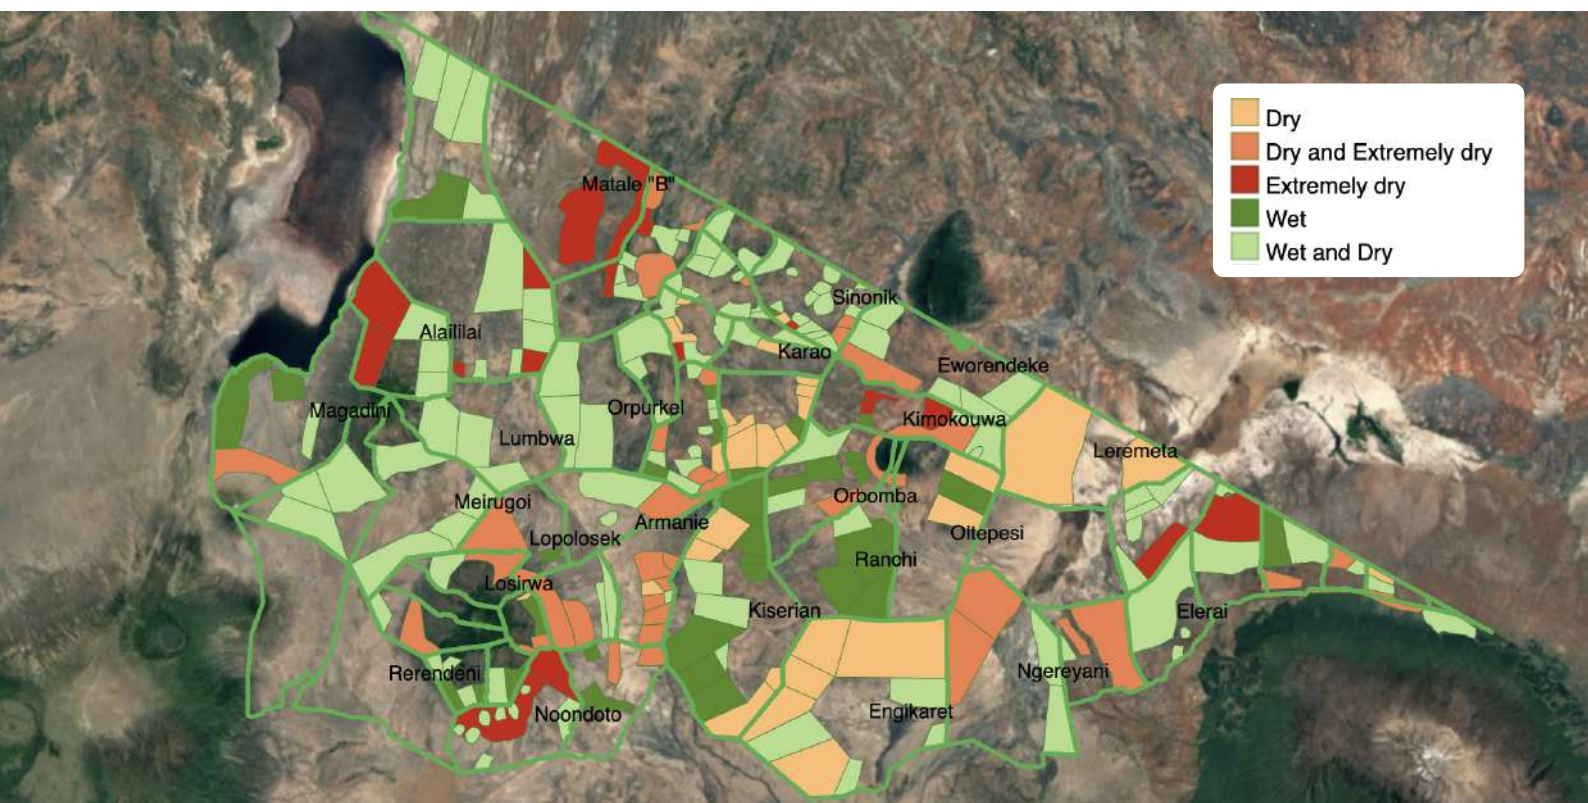 Dry
Dry and Extremely dry
Extremely dry
Wet
Wet and Dry
Matale "B"
Sinonik
Alaililai
Karao
Eworendeke
Magadini
Orpurkel
Kimokouwa
Lumbwa
Leremeta
Meirugoi
Orbomba
Armanie
Lopolosek
Oltepesi
Ranchi
Losirwa
Kiserian
Elerai
Rerendeni
Ngereyani
Noondoto
Engikaret